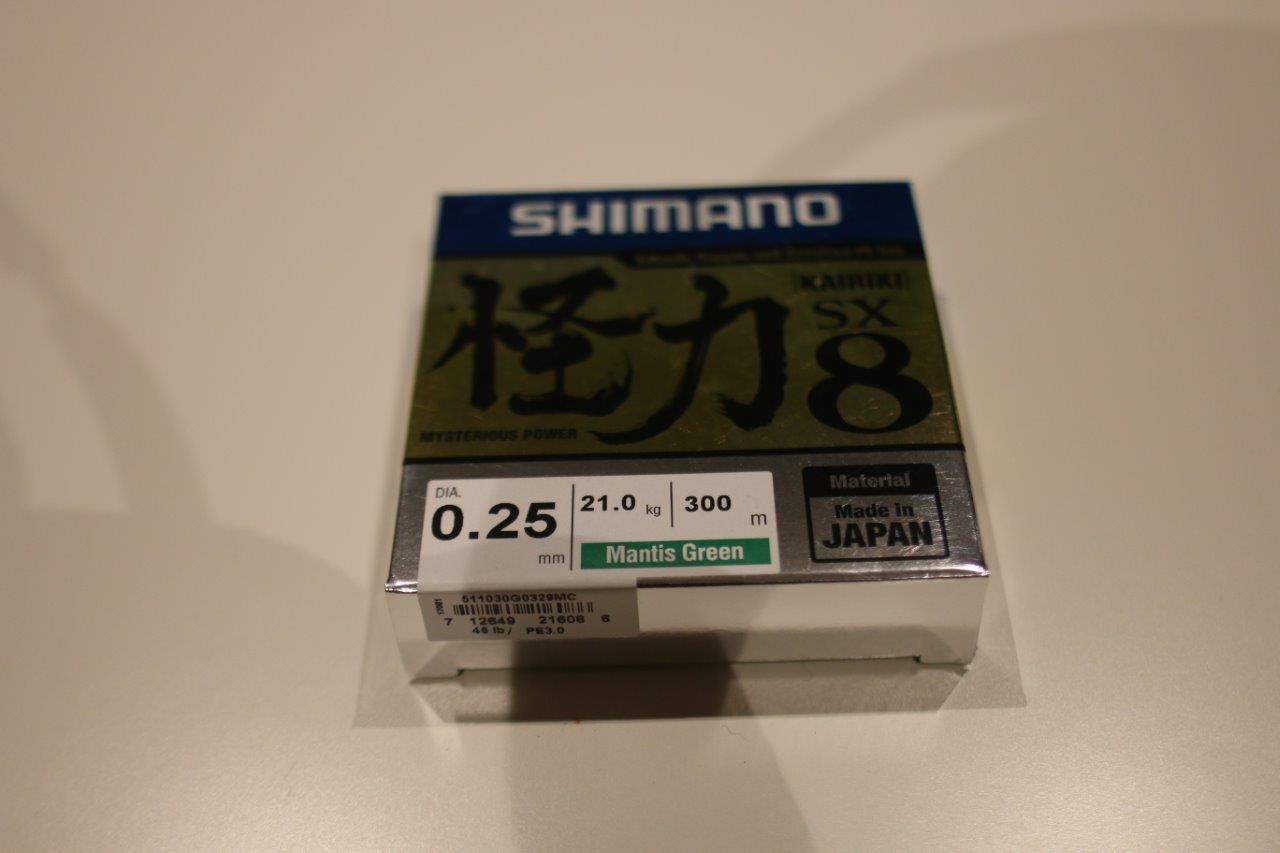 SHIMANO
怪力
[KAIRIKI]
SX
8
MYSTERIOUS POWER
DIA.
0.25 mm
21.0 kg
300 m
Mantis Green
Material
Made in
JAPAN
511030G0329MC
17001
7 12649 21608 6
46 lb / PE3.0